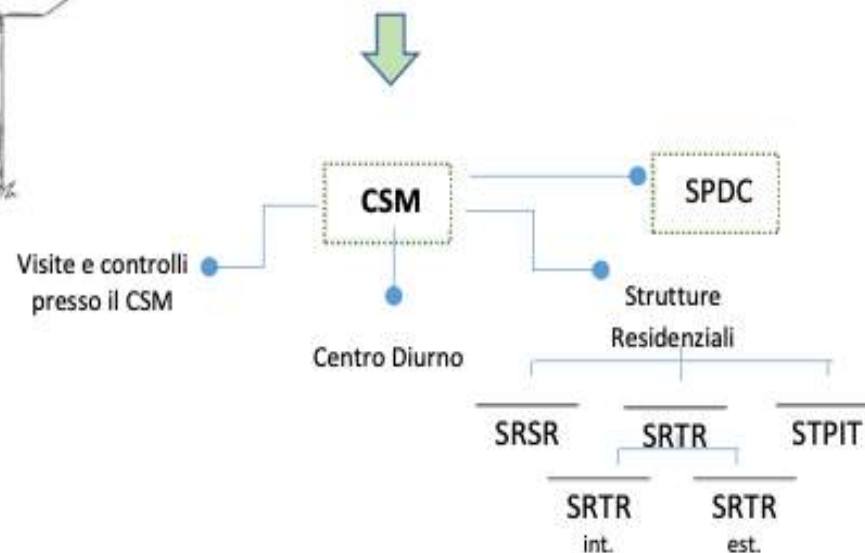 CSM
SPDC
Visite e controlli
presso il CSM
Centro Diurno
Strutture
Residenziali
SRSR
SRTR
STPIT
SRTR
int.
SRTR
est.